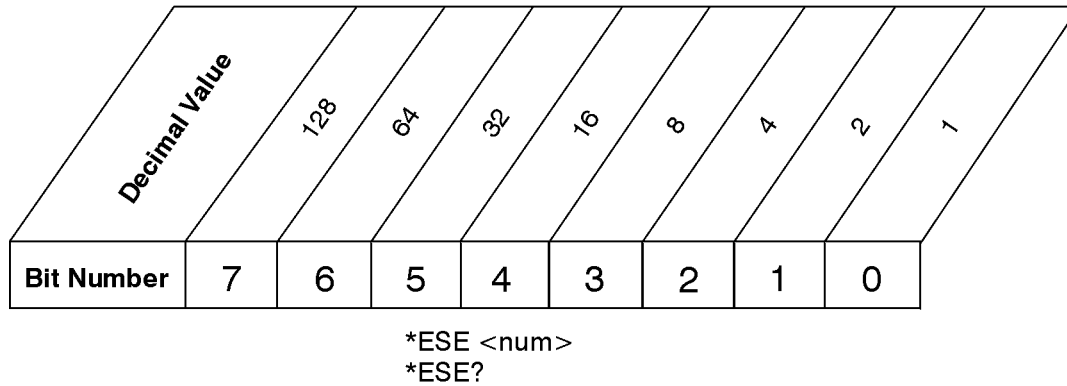 Decimal Value 128 64 32 16 8 4 2 1
Bit Number 7 6 5 4 3 2 1 0
*ESE <num>
*ESE?